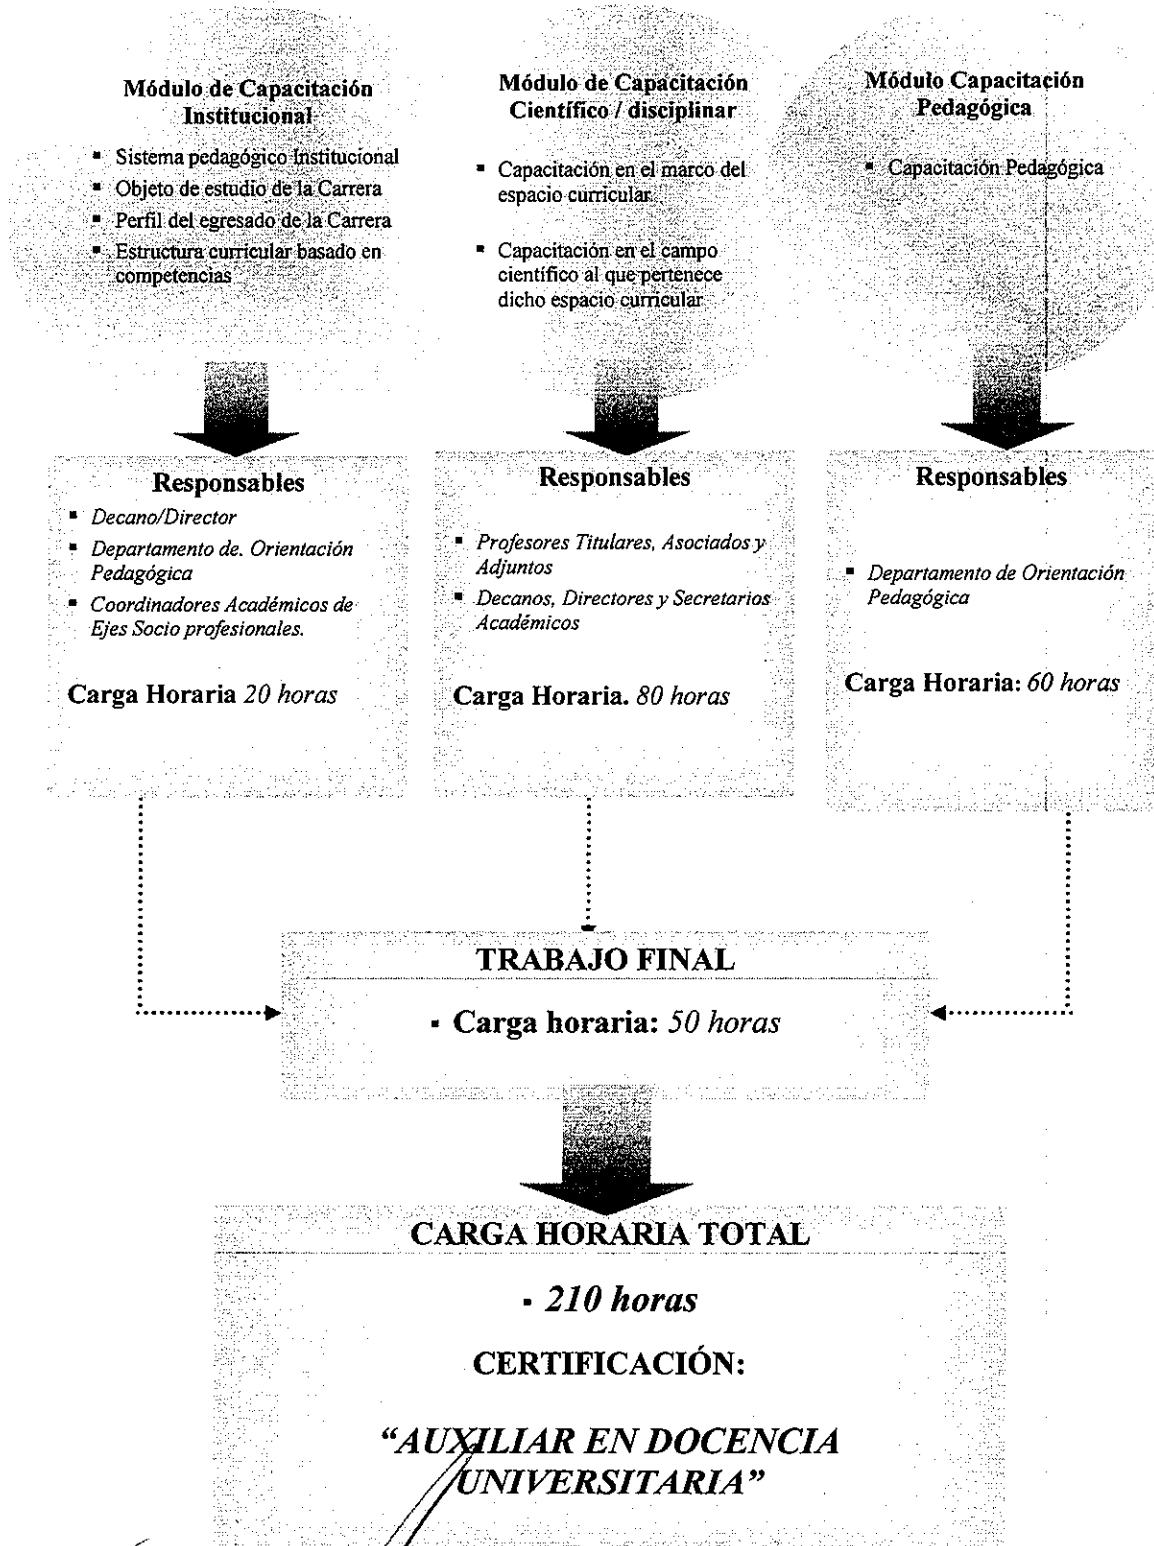 Módulo de Capacitación
Institucional
▪ Sistema pedagógico Institucional
▪ Objeto de estudio de la Carrera
▪ Perfil del egresado de la Carrera
▪ Estructura curricular basado en
competencias
Módulo de Capacitación
Científico / disciplinar
▪ Capacitación en el marco del
espacio curricular.
▪ Capacitación en el campo
científico al que pertenece
dicho espacio curricular
Módulo Capacitación
Pedagógica
▪ Capacitación Pedagógica
Responsables
▪ Decano/Director
▪ Departamento de. Orientación
Pedagógica
▪ Coordinadores Académicos de
Ejes Socio profesionales.
Carga Horaria 20 horas
Responsables
▪ Profesores Titulares, Asociados y
Adjuntos
▪ Decanos, Directores y Secretarios
Académicos
Carga Horaria. 80 horas
Responsables
▪ Departamento de Orientación
Pedagógica
Carga Horaria: 60 horas
TRABAJO FINAL
▪ Carga horaria: 50 horas
CARGA HORARIA TOTAL
▪ 210 horas
CERTIFICACIÓN:
“AUXILIAR EN DOCENCIA
UNIVERSITARIA”